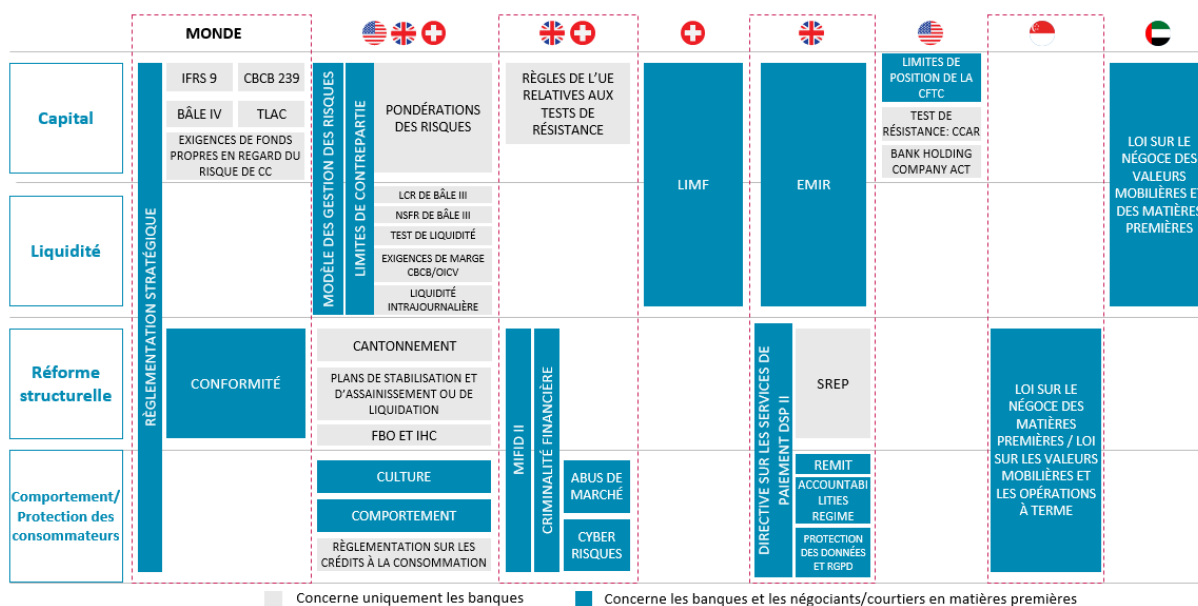 MONDE
Capital
Liquidité
Réforme
structurelle
Comportement/
Protection des
consommateurs
RÈGLEMENTATION STRATÉGIQUE
IFRS 9
CBCB 239
BÂLE IV
TLAC
EXIGENCES DE FONDS
PROPRES EN REGARD DU
RISQUE DE CC
CONFORMITÉ
MODÈLE DES GESTION DES RISQUES
LIMITES DE CONTREPARTIE
PONDÉRATIONS
DES RISQUES
LCR DE BÂLE III
NSFR DE BÂLE III
TEST DE LIQUIDITÉ
EXIGENCES DE MARGE
CBCB/OICV
LIQUIDITÉ
INTRAJOURNALIÈRE
CANTONNEMENT
PLANS DE STABILISATION ET
D'ASSAINISSEMENT OU DE
LIQUIDATION
FBO ET IHC
CULTURE
COMPORTEMENT
RÈGLEMENTATION SUR LES
CRÉDITS À LA CONSOMMATION
RÈGLES DE L'UE
RELATIVES AUX
TESTS DE
RÉSISTANCE
MIFID II
CRIMINALITÉ FINANCIÈRE
ABUS DE
MARCHÉ
CYBER
RISQUES
LIMF
EMIR
DIRECTIVE SUR LES SERVICES DE
PAIEMENT DSP II
SREP
REMIT
ACCOUNTABI
LITIES
REGIME
PROTECTION
DES DONNÉES
ET RGPD
LIMITES DE
POSITION DE LA
CFTC
TEST DE
RÉSISTANCE: CCAR
BANK HOLDING
COMPANY ACT
LOI SUR LE
NÉGOCE DES
MATIÈRES
PREMIÈRES / LOI
SUR LES VALEURS
MOBILIÈRES ET
LES OPÉRATIONS
À TERME
LOI SUR LE
NÉGOCE DES
VALEURS
MOBILIÈRES ET
DES MATIÈRES
PREMIÈRES
Concerne uniquement les banques
Concerne les banques et les négociants/courtiers en matières premières